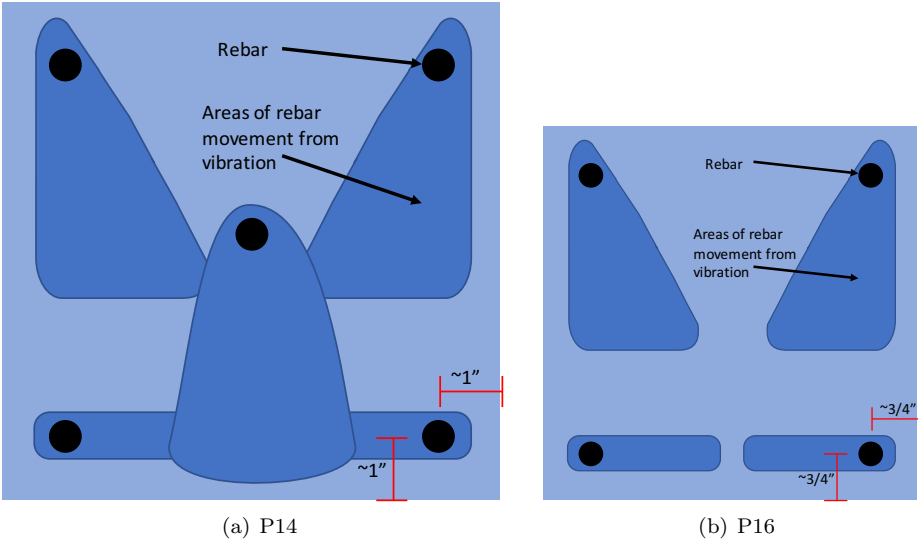 Rebar
Areas of rebar
movement from
vibration
~1”
~1”
(a) P14
Rebar
Areas of rebar
movement from
vibration
~3/4”
~3/4”
(b) P16